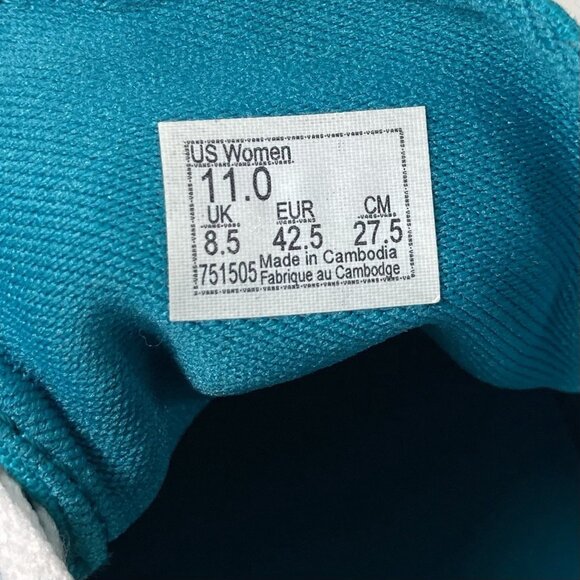 US Women
11.0
UK EUR CM
8.5 42.5 27.5
751505 Made in Cambodia
Fabrique au Cambodge